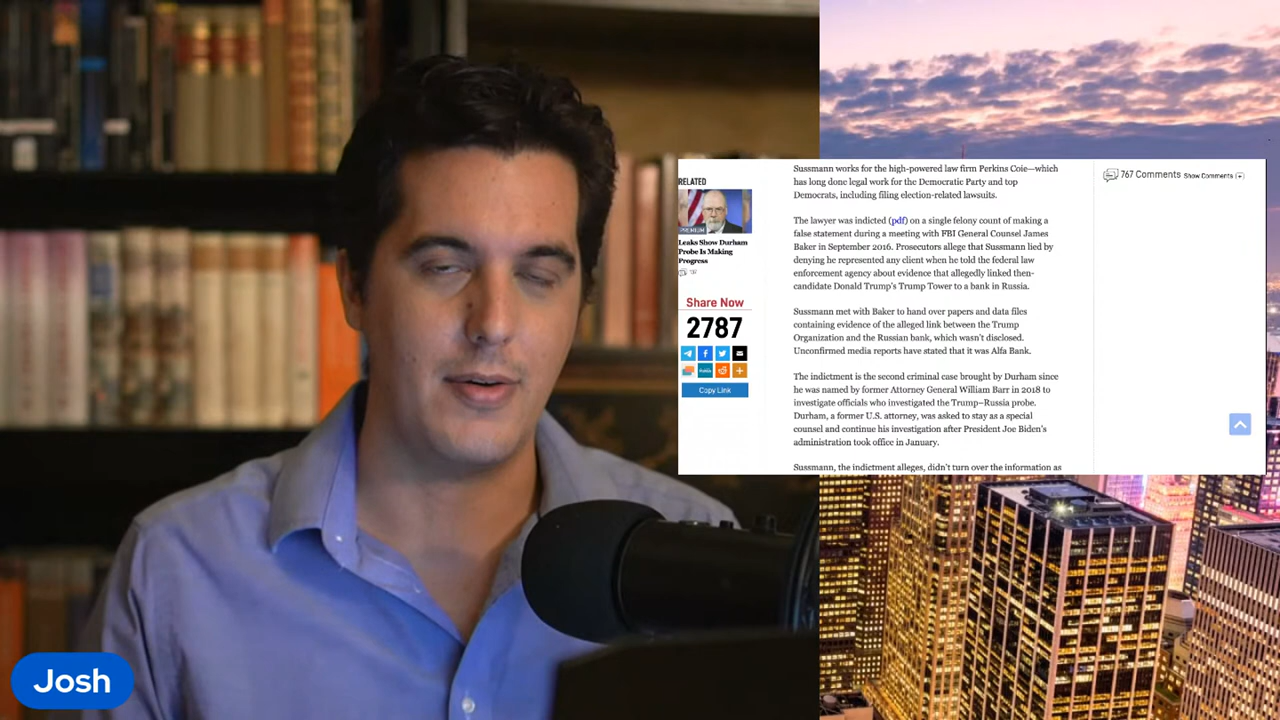 RELATED
PREMIUM
Leaks Show Durham
Probe Is Making
Progress
Share Now
2787
Copy Link
Sussmann works for the high-powered law firm Perkins Coie—which
has long done legal work for the Democratic Party and top
Democrats, including filing election-related lawsuits.
The lawyer was indicted (pdf) on a single felony count of making a
false statement during a meeting with FBI General Counsel James
Baker in September 2016. Prosecutors allege that Sussmann lied by
denying he represented any client when he told the federal law
enforcement agency about evidence that allegedly linked then-
candidate Donald Trump's Trump Tower to a bank in Russia.
Sussmann met with Baker to hand over papers and data files
containing evidence of the alleged link between the Trump
Organization and the Russian bank, which wasn't disclosed.
Unconfirmed media reports have stated that it was Alfa Bank.
The indictment is the second criminal case brought by Durham since
he was named by former Attorney General William Barr in 2018 to
investigate officials who investigated the Trump–Russia probe.
Durham, a former U.S. attorney, was asked to stay as a special
counsel and continue his investigation after President Joe Biden's
administration took office in January.
Sussmann, the indictment alleges, didn't turn over the information as
767 Comments Show Comments
Josh